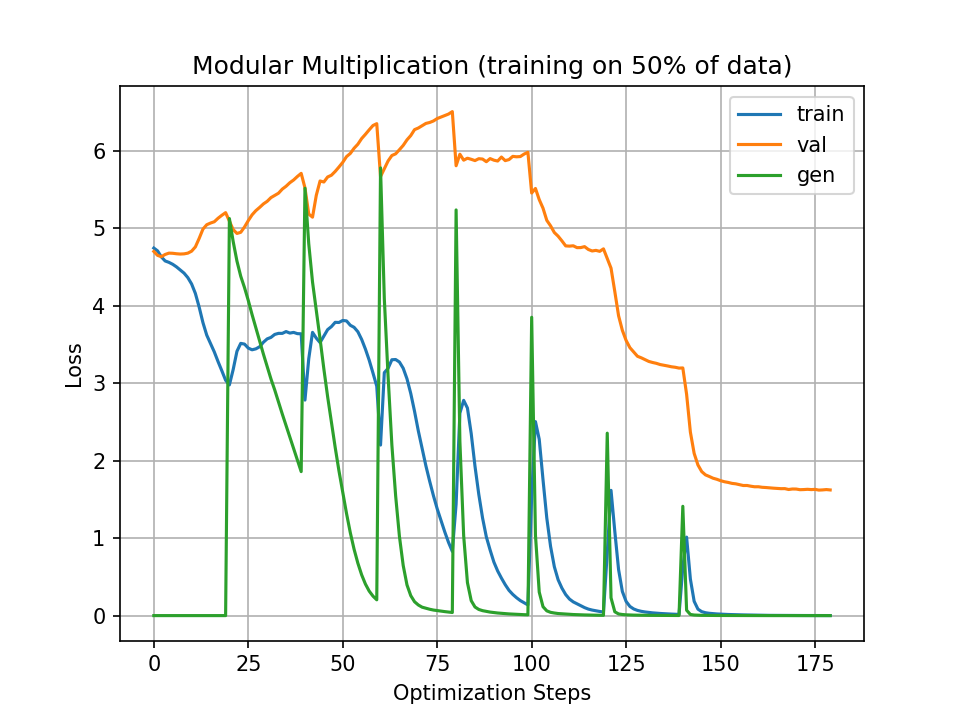 Modular Multiplication (training on 50% of data)
train
val
gen
6
5
4
3
2
1
0
Loss
0 25 50 75 100 125 150 175
Optimization Steps